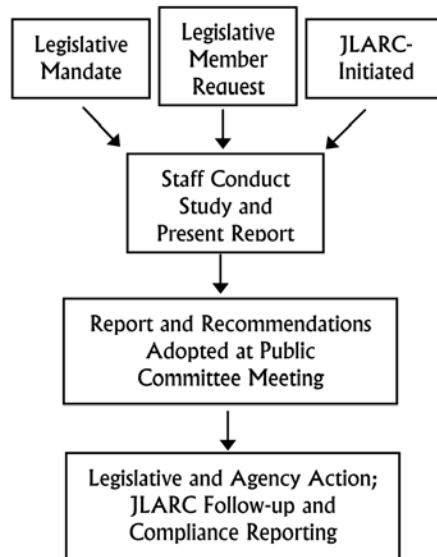 Legislative
Mandate
Legislative
Member
Request
JLARC-
Initiated
Staff Conduct
Study and
Present Report
Report and Recommendations
Adopted at Public
Committee Meeting
Legislative and Agency Action;
JLARC Follow-up and
Compliance Reporting